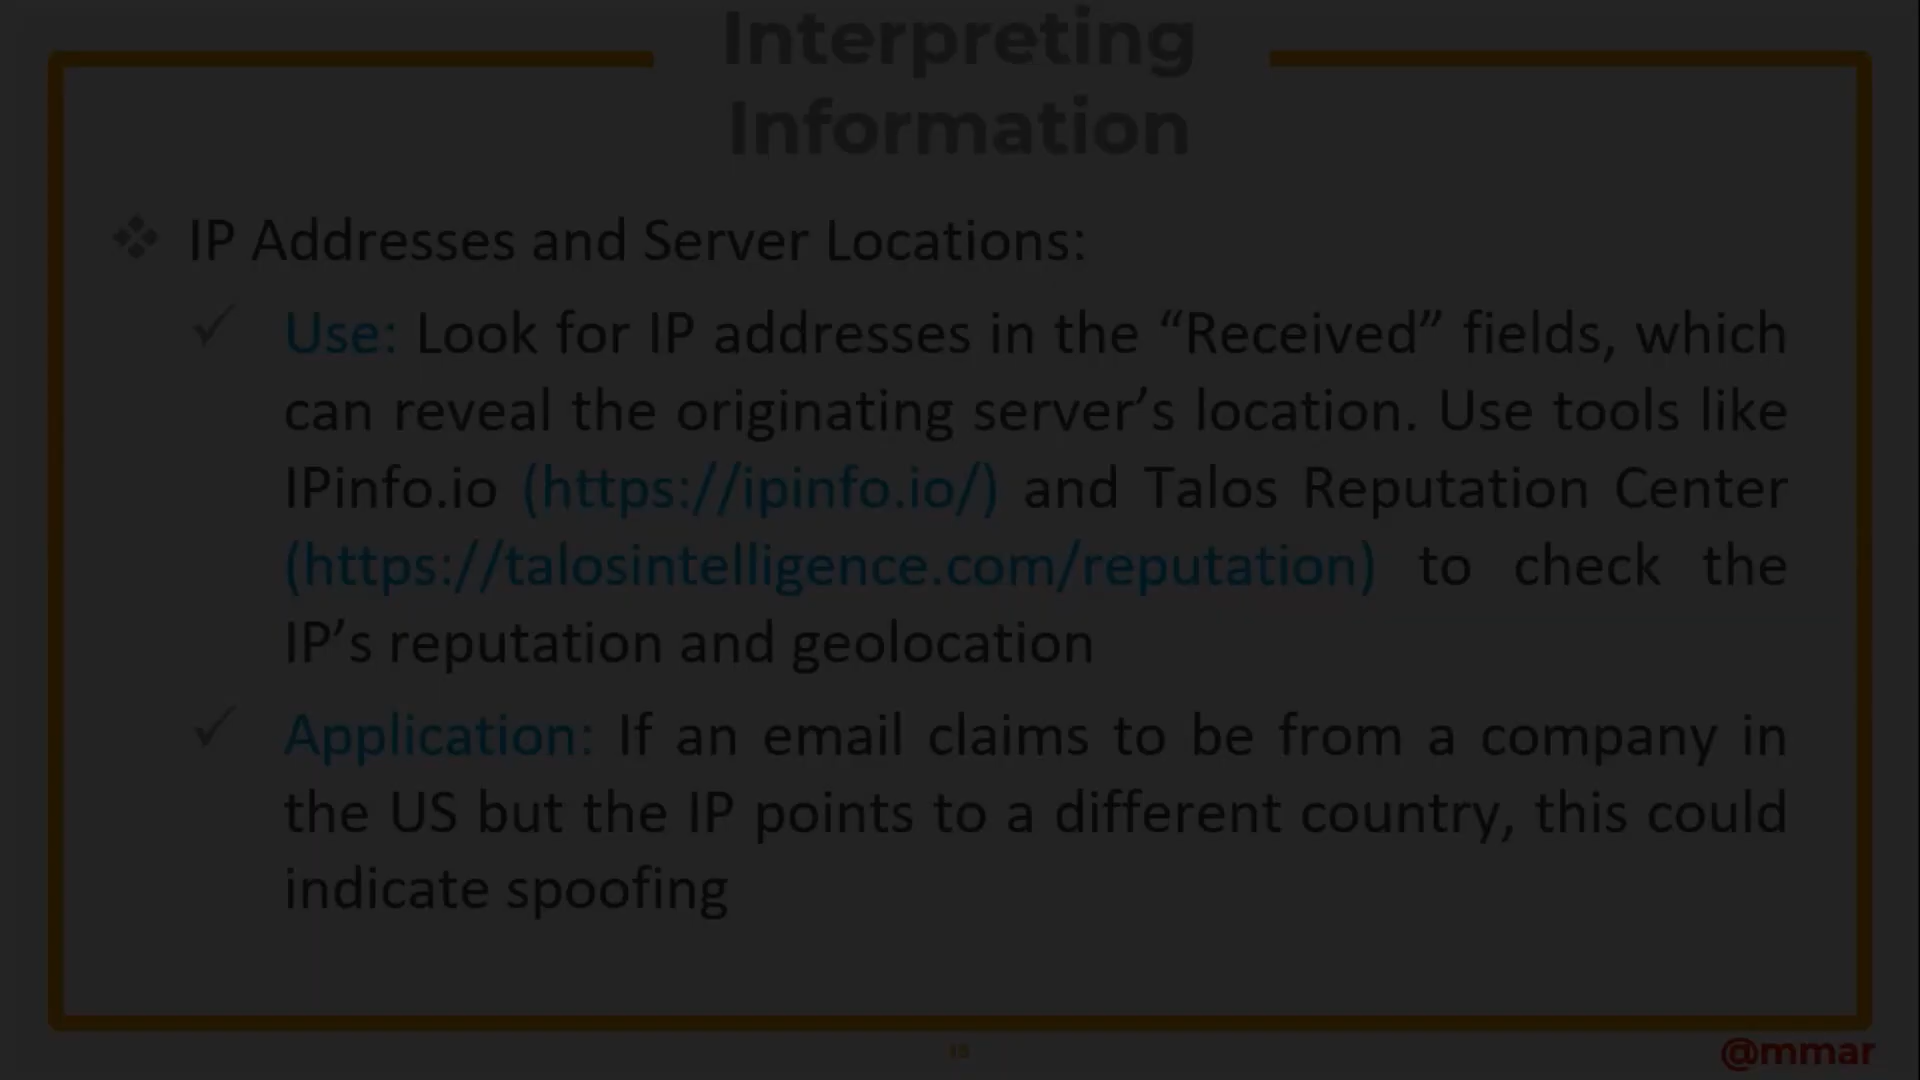 Interpreting
Information
IP Addresses and Server Locations:
Use: Look for IP addresses in the “Received” fields, which
can reveal the originating server’s location. Use tools like
IPinfo.io (https://ipinfo.io/) and Talos Reputation Center
(https://talosintelligence.com/reputation) to check the
IP’s reputation and geolocation
Application: If an email claims to be from a company in
the US but the IP points to a different country, this could
indicate spoofing
@mmar